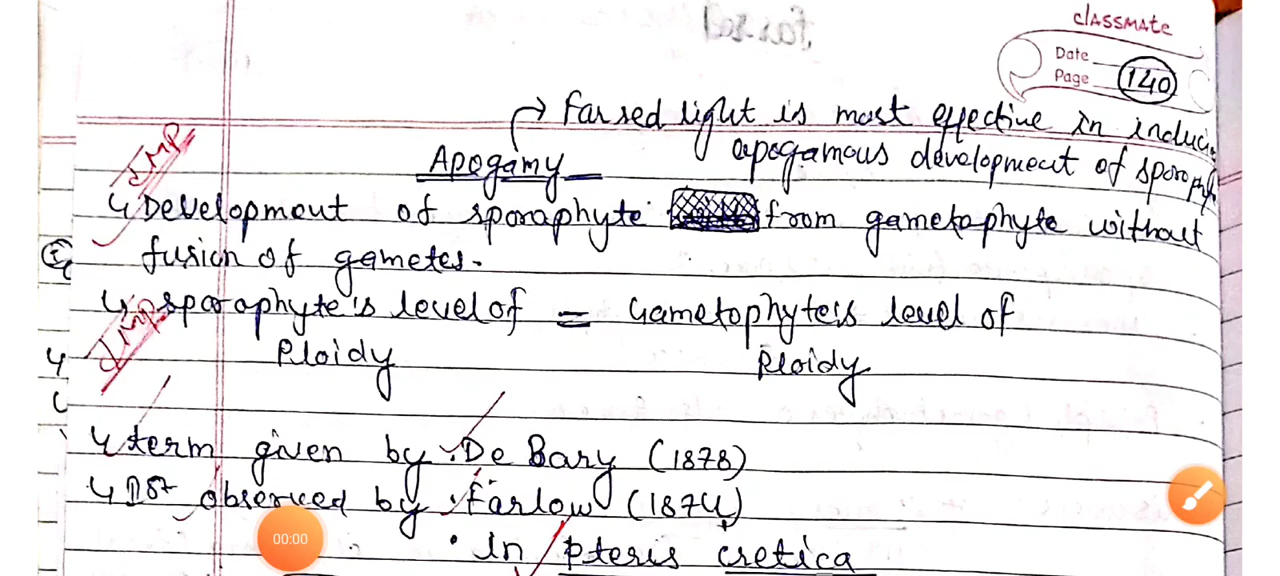 classmate
Date
Page 140
Far red light is most effective in
apogamous development of
Apogamy
IMP
Development of sporophyte from gametophyte without
fusion of gametes.
IMP
sporophyte's level of = Gametophyte's level of
Ploidy Ploidy
term given by De Bary (1878)
1st observed by Farlow (1874)
• in pteris cretica
00:00